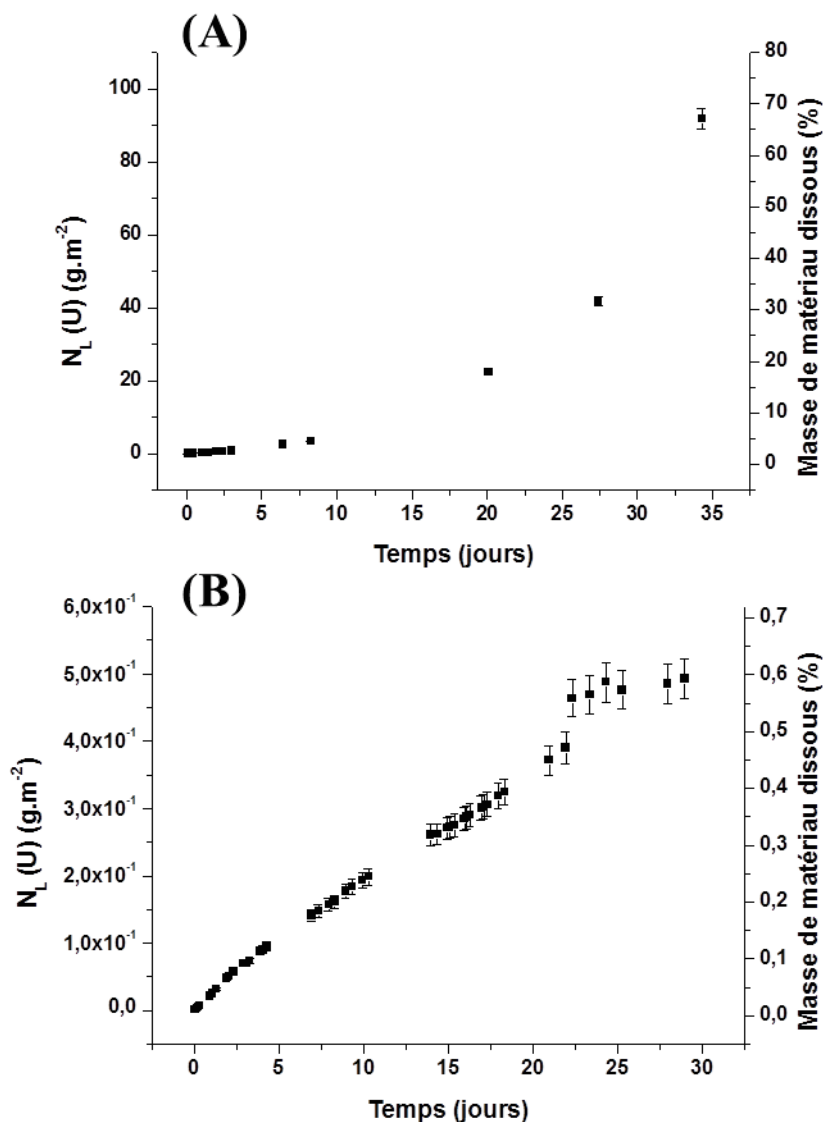 (A)
100
80
60
40
20
0
N_L (U) (g.m⁻²)
80
70
60
50
40
30
20
10
0
Masse de matériau dissous (%)
0 5 10 15 20 25 30 35
Temps (jours)
(B)
6,0x10⁻¹
5,0x10⁻¹
4,0x10⁻¹
3,0x10⁻¹
2,0x10⁻¹
1,0x10⁻¹
0,0
N_L (U) (g.m⁻²)
0,7
0,6
0,5
0,4
0,3
0,2
0,1
0,0
Masse de matériau dissous (%)
0 5 10 15 20 25 30
Temps (jours)